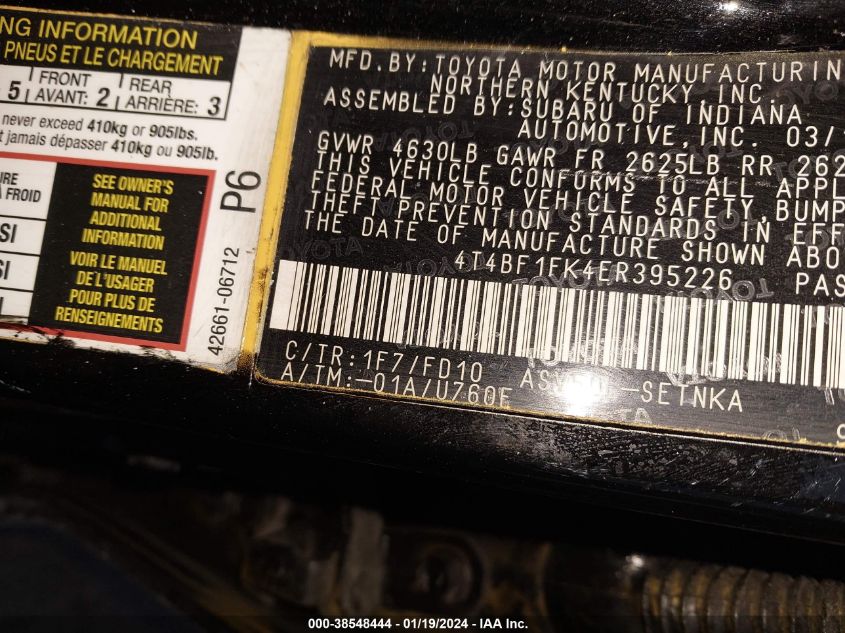 NG INFORMATION
PNEUS ET LE CHARGEMENT
5 FRONT AVANT: 2 REAR ARRIÈRE: 3
never exceed 410kg or 905lbs.
t jamais dépasser 410kg ou 905lb.
URE
À FROID
SI
SI
SEE OWNER'S
MANUAL FOR
ADDITIONAL
INFORMATION
VOIR LE MANUEL
DE L'USAGER
POUR PLUS DE
RENSEIGNEMENTS
P6
42661-06712
MFD.BY:TOYOTA MOTOR MANUFACTURIN
NORTHERN KENTUCKY,INC.
ASSEMBLED BY:SUBARU OF INDIANA
AUTOMOTIVE,INC. 03/
GVWR 4630LB GAWR FR 2625LB RR 262
THIS VEHICLE CONFORMS TO ALL APPL
FEDERAL MOTOR VEHICLE SAFETY,BUMP
THEFT PREVENTION STANDARDS IN EFFE
THE DATE OF MANUFACTURE SHOWN ABO
4T4BF1FK4ER395226 PAS
C/TR:1F7/FD10
A/TM:-01A/U760E -SETNKA
000-38548444 - 01/19/2024 - IAA Inc.